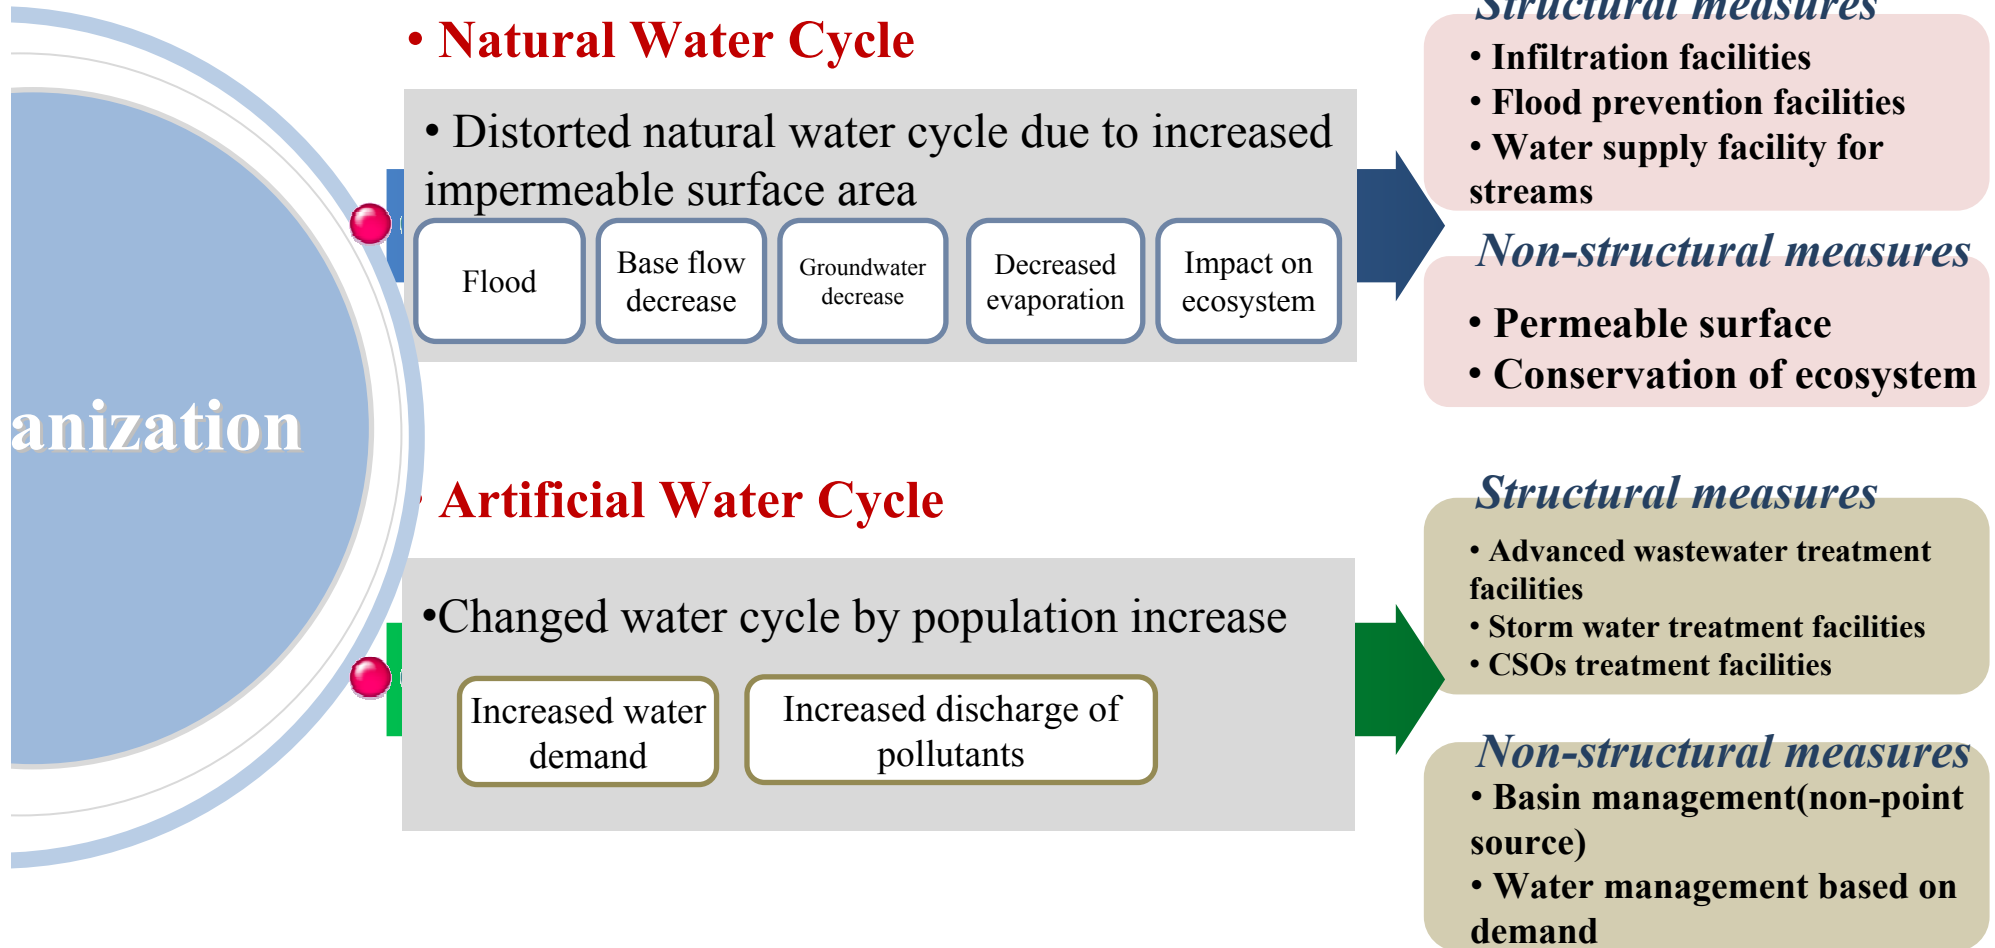 anization
• Natural Water Cycle
• Distorted natural water cycle due to increased
impermeable surface area
Flood
Base flow
decrease
Groundwater
decrease
Decreased
evaporation
Impact on
ecosystem
Structural measures
• Infiltration facilities
• Flood prevention facilities
• Water supply facility for
streams
Non-structural measures
• Permeable surface
• Conservation of ecosystem
• Artificial Water Cycle
•Changed water cycle by population increase
Increased water
demand
Increased discharge of
pollutants
Structural measures
• Advanced wastewater treatment
facilities
• Storm water treatment facilities
• CSOs treatment facilities
Non-structural measures
• Basin management(non-point
source)
• Water management based on
demand